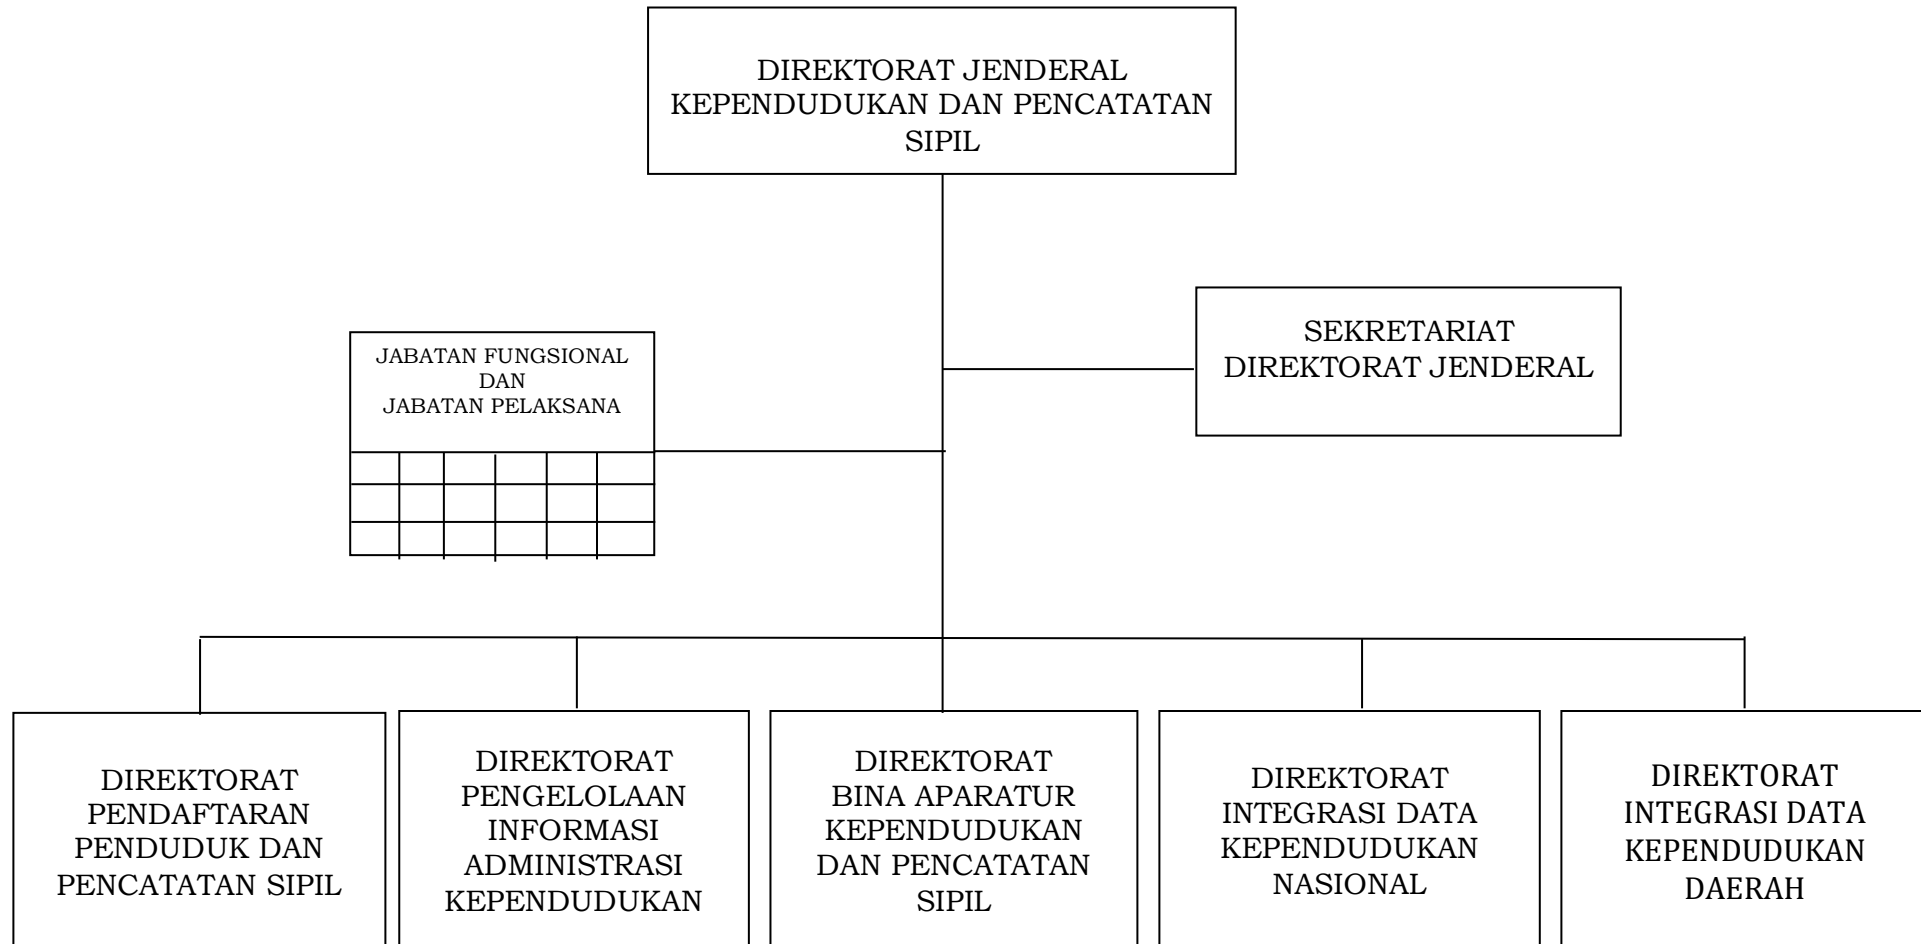 DIREKTORAT JENDERAL
KEPENDUDUKAN DAN PENCATATAN
SIPIL
SEKRETARIAT
DIREKTORAT JENDERAL
JABATAN FUNGSIONAL
DAN
JABATAN PELAKSANA
DIREKTORAT
PENDAFTARAN
PENDUDUK DAN
PENCATATAN SIPIL
DIREKTORAT
PENGELOLAAN
INFORMASI
ADMINISTRASI
KEPENDUDUKAN
DIREKTORAT
BINA APARATUR
KEPENDUDUKAN
DAN PENCATATAN
SIPIL
DIREKTORAT
INTEGRASI DATA
KEPENDUDUKAN
NASIONAL
DIREKTORAT
INTEGRASI DATA
KEPENDUDUKAN
DAERAH